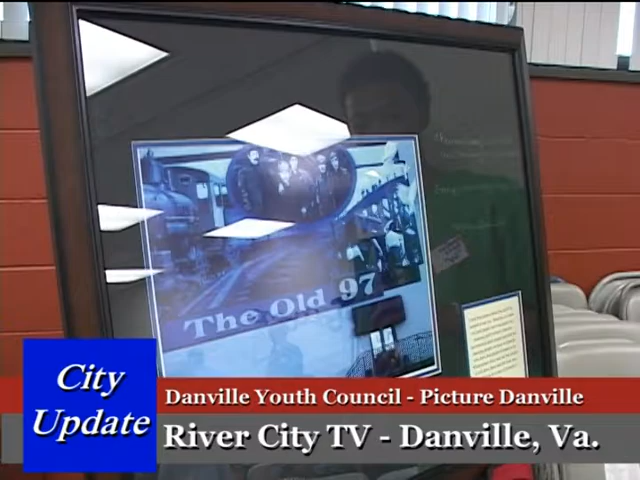 The Old 97
City
Update
Danville Youth Council - Picture Danville
River City TV - Danville, Va.